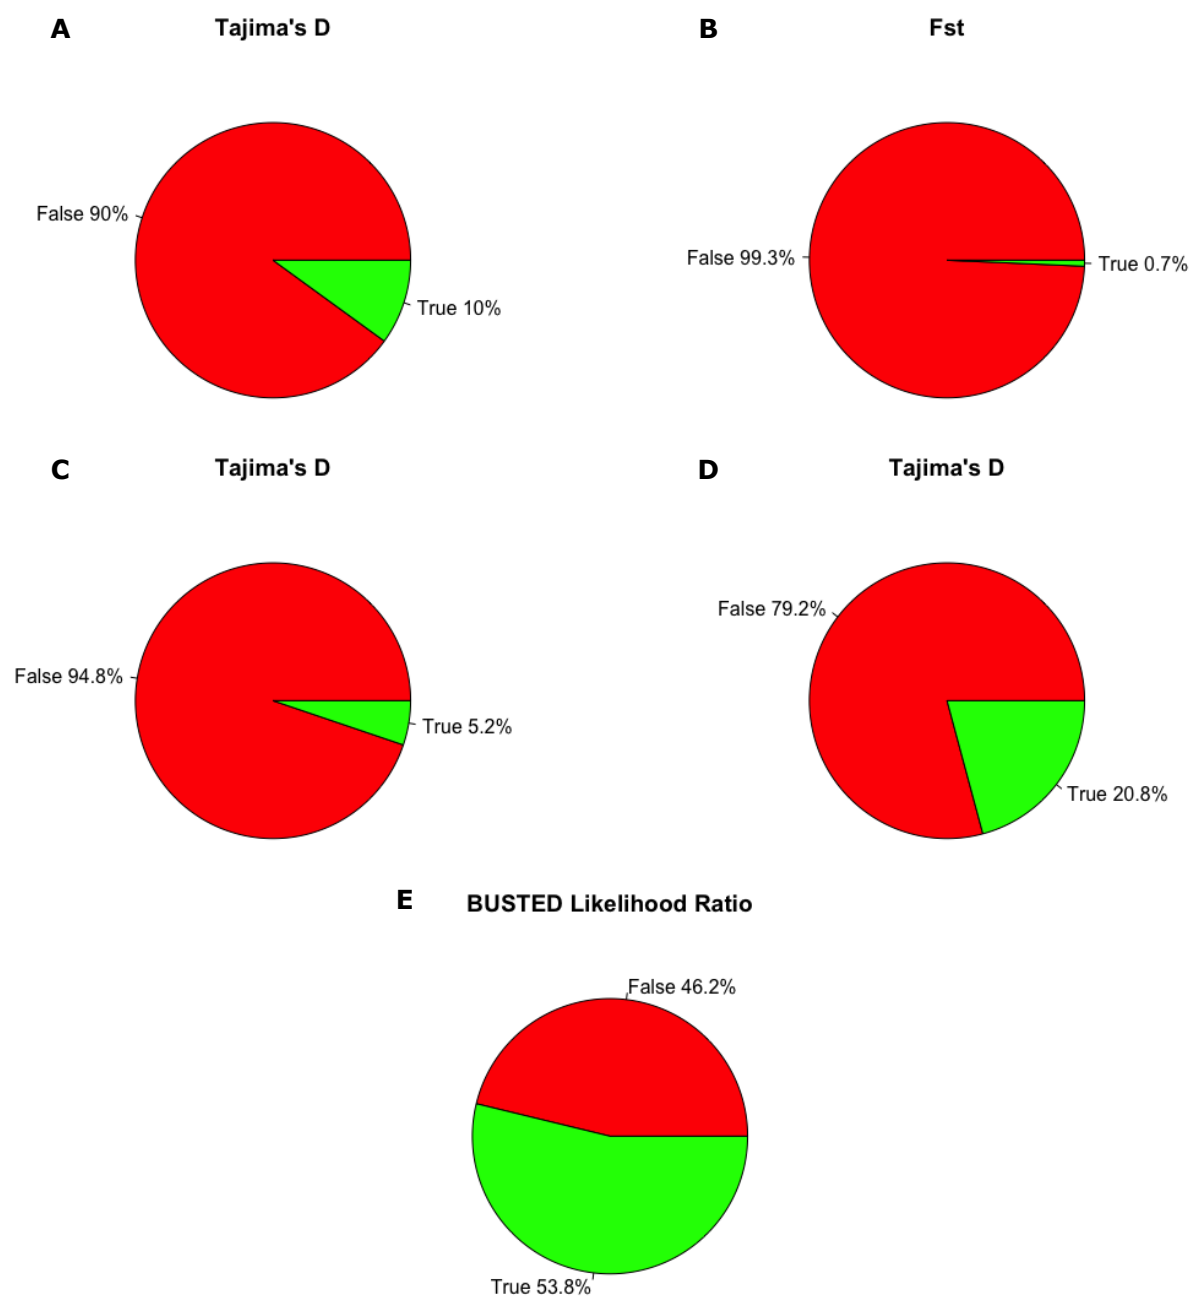 A
Tajima's D
B
Fst
False 90%
True 10%
False 99.3%
True 0.7%
C
Tajima's D
D
Tajima's D
False 94.8%
True 5.2%
False 79.2%
True 20.8%
E
BUSTED Likelihood Ratio
False 46.2%
True 53.8%